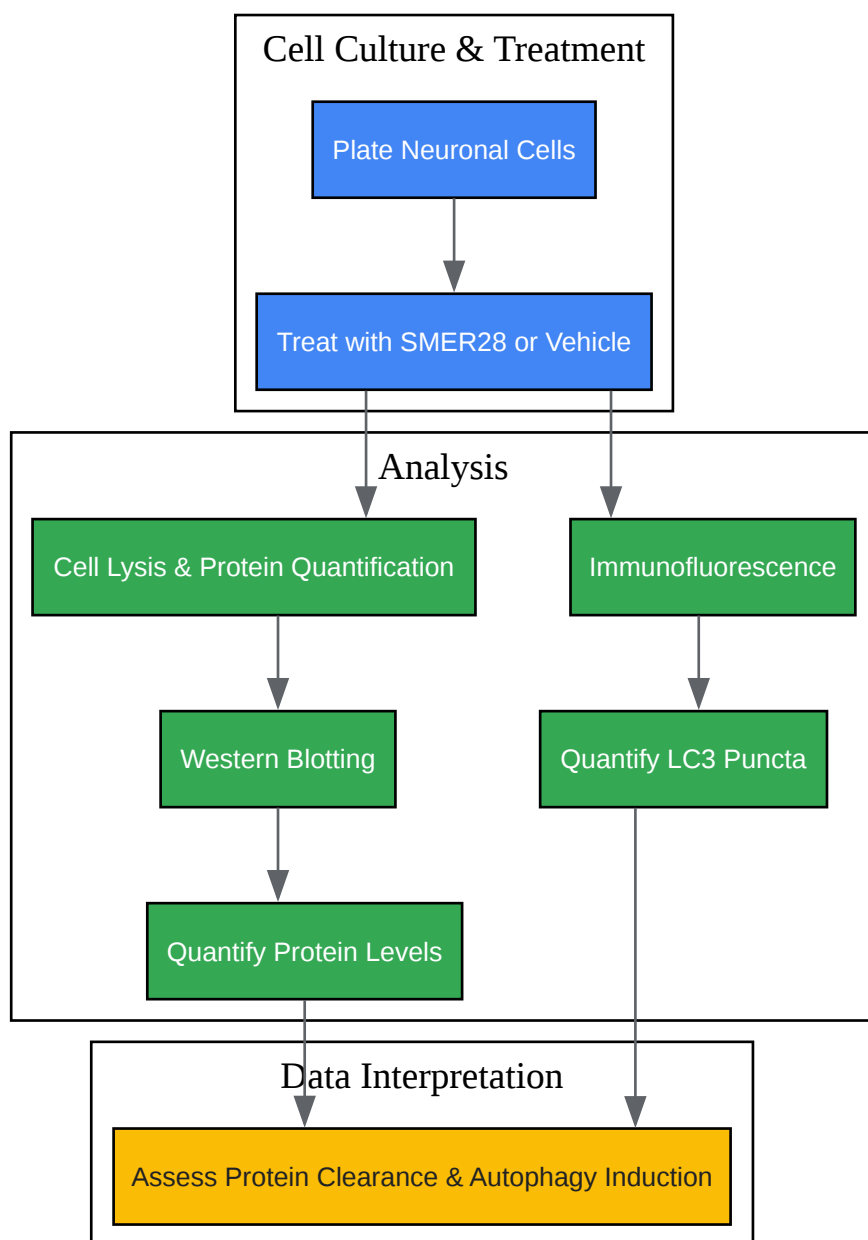 Cell Culture & Treatment
Plate Neuronal Cells
Treat with SMER28 or Vehicle
Analysis
Cell Lysis & Protein Quantification
Immunofluorescence
Western Blotting
Quantify LC3 Puncta
Quantify Protein Levels
Data Interpretation
Assess Protein Clearance & Autophagy Induction